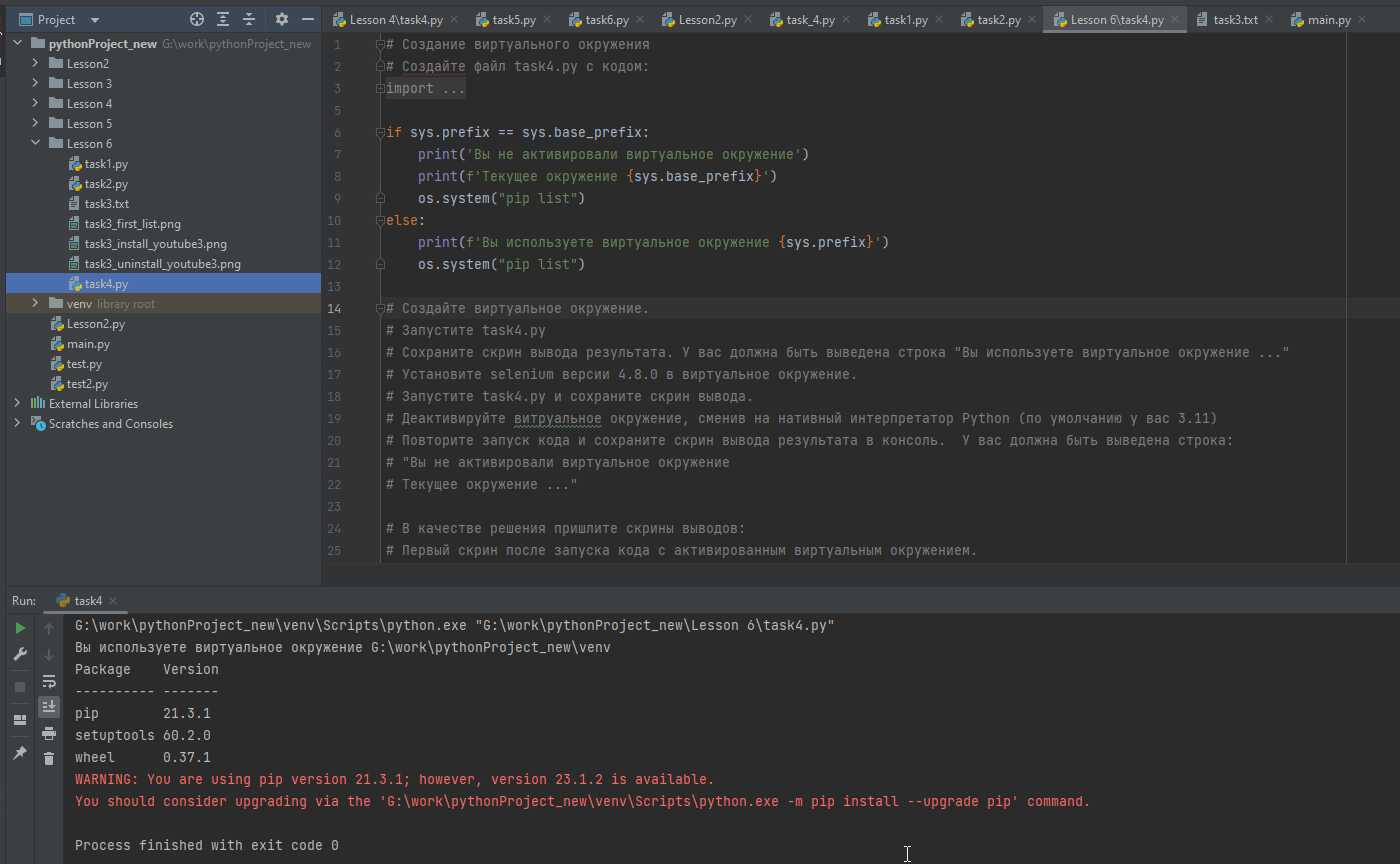 Project
Lesson 4\task4.py
task5.py
task6.py
Lesson2.py
task_4.py
task1.py
task2.py
Lesson 6\task4.py
task3.txt
main.py
pythonProject_new G:\work\pythonProject_new
Lesson2
Lesson 3
Lesson 4
Lesson 5
Lesson 6
task1.py
task2.py
task3.txt
task3_first_list.png
task3_install_youtube3.png
task3_uninstall_youtube3.png
task4.py
venv library root
Lesson2.py
main.py
test.py
test2.py
External Libraries
Scratches and Consoles
1 # Создание виртуального окружения
2 # Создайте файл task4.py с кодом:
3 import ...
5
6 if sys.prefix == sys.base_prefix:
7 print('Вы не активировали виртуальное окружение')
8 print(f'Текущее окружение {sys.base_prefix}')
9 os.system("pip list")
10 else:
11 print(f'Вы используете виртуальное окружение {sys.prefix}')
12 os.system("pip list")
13
14 # Создайте виртуальное окружение.
15 # Запустите task4.py
16 # Сохраните скрин вывода результата. У вас должна быть выведена строка "Вы используете виртуальное окружение ..."
17 # Установите selenium версии 4.8.0 в виртуальное окружение.
18 # Запустите task4.py и сохраните скрин вывода.
19 # Деактивируйте витруальное окружение, сменив на нативный интерпретатор Python (по умолчанию у вас 3.11)
20 # Повторите запуск кода и сохраните скрин вывода результата в консоль.  У вас должна быть выведена строка:
21 # "Вы не активировали виртуальное окружение
22 # Текущее окружение ..."
23
24 # В качестве решения пришлите скрины выводов:
25 # Первый скрин после запуска кода с активированным виртуальным окружением.
Run: task4
G:\work\pythonProject_new\venv\Scripts\python.exe "G:\work\pythonProject_new\Lesson 6\task4.py"
Вы используете виртуальное окружение G:\work\pythonProject_new\venv
Package    Version
---------- -------
pip        21.3.1
setuptools 60.2.0
wheel      0.37.1
WARNING: You are using pip version 21.3.1; however, version 23.1.2 is available.
You should consider upgrading via the 'G:\work\pythonProject_new\venv\Scripts\python.exe -m pip install --upgrade pip' command.
Process finished with exit code 0